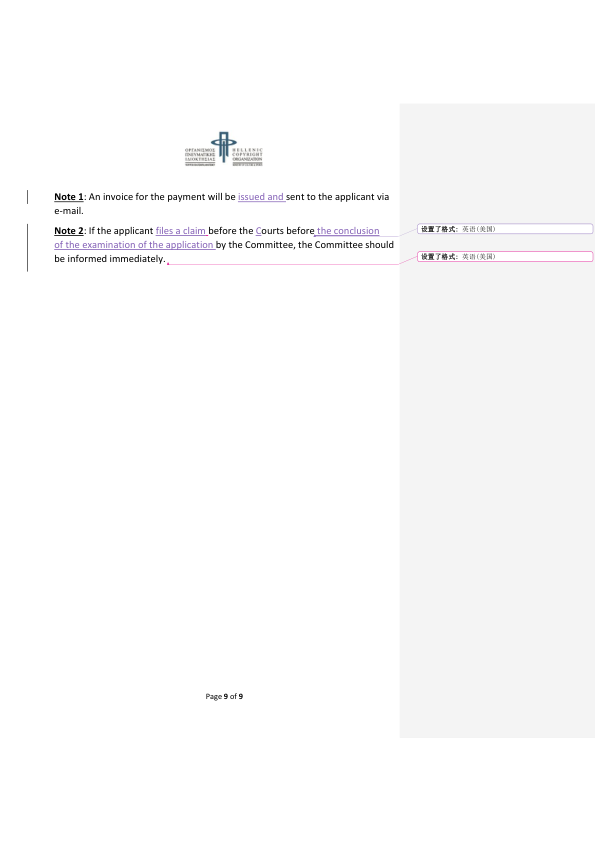 ΟΡΓΑΝΙΣΜΟΣ HELLENIC
ΠΝΕΥΜΑΤΙΚΗΣ COPYRIGHT
ΙΔΙΟΚΤΗΣΙΑΣ ORGANIZATION
Note 1: An invoice for the payment will be issued and sent to the applicant via
e-mail.
Note 2: If the applicant files a claim before the Courts before the conclusion
of the examination of the application by the Committee, the Committee should
be informed immediately.
设置了格式: 英语(美国)
设置了格式: 英语(美国)
Page 9 of 9